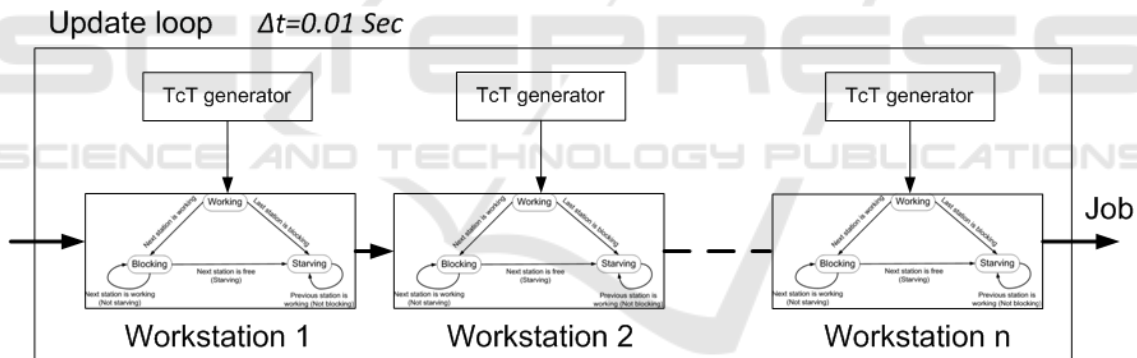 Update loop Δt=0.01 Sec
SCITEPRESS
SCIENCE AND TECHNOLOGY PUBLICATIONS
TcT generator
TcT generator
TcT generator
Working
Next station is working
Last station is blocking
Blocking
Starving
Next station is free
(Starving)
Next station is working
(Not starving)
Previous station is
working (Not blocking)
Workstation 1
Working
Next station is working
Last station is blocking
Blocking
Starving
Next station is free
(Starving)
Next station is working
(Not starving)
Previous station is
working (Not blocking)
Workstation 2
Working
Next station is working
Last station is blocking
Blocking
Starving
Next station is free
(Starving)
Next station is working
(Not starving)
Previous station is
working (Not blocking)
Workstation n
Job